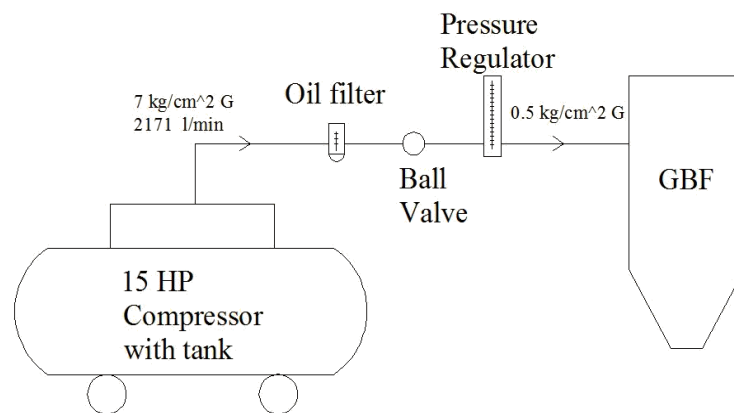 Pressure
Regulator
Oil filter
7 kg/cm^2 G
2171 l/min
0.5 kg/cm^2 G
Ball
Valve
GBF
15 HP
Compressor
with tank